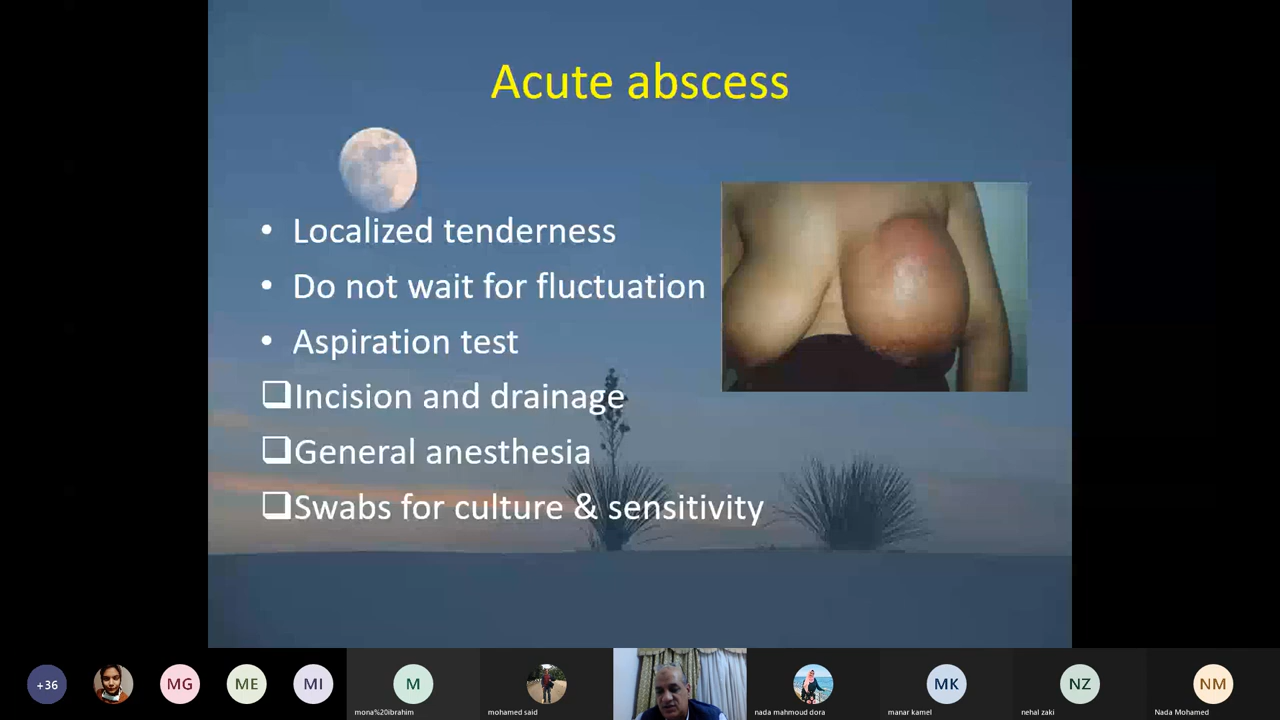 Acute abscess
• Localized tenderness
• Do not wait for fluctuation
• Aspiration test
❑Incision and drainage
❑General anesthesia
❑Swabs for culture & sensitivity
+36
MG
ME
MI
M
MK
NZ
NM
mona%20ibrahim
mohamed said
nada mahmoud dora
manar kamel
nehal zaki
Nada Mohamed